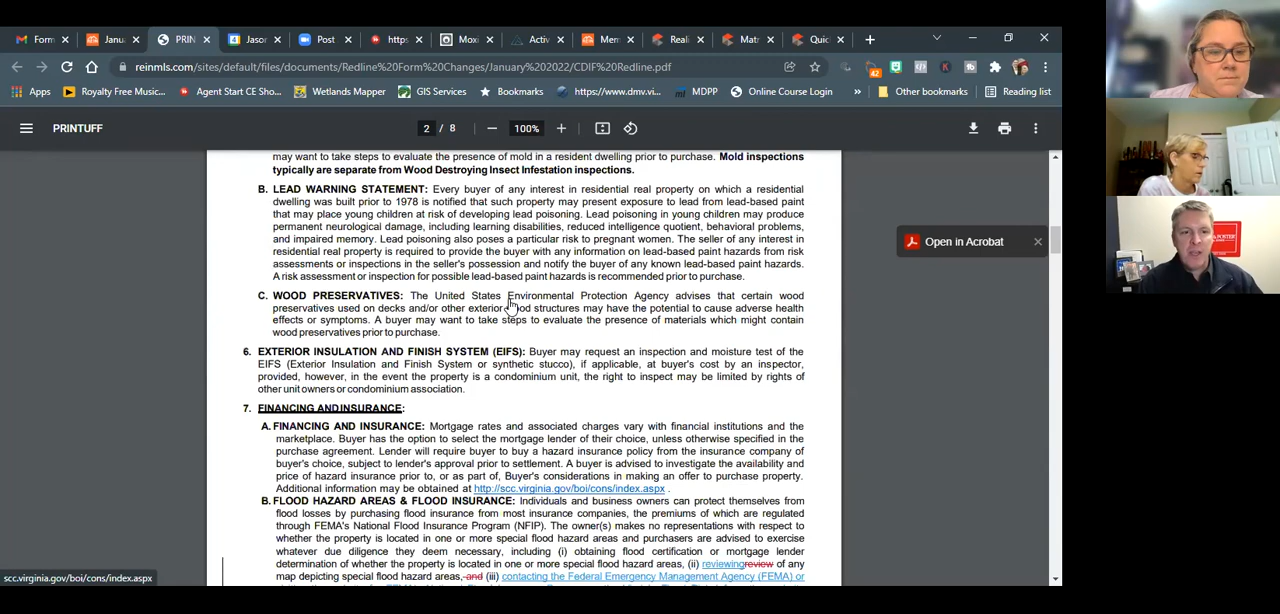 Form
Janua
PRIN
Jason
Post
https
Moxi
Activ
Mem
Reali
Matr
Quic
reinmls.org/sites/default/files/documents/Redline%20Form%20Changes/January%202022/CDIF%20Redline.pdf
Apps
Royalty Free Music...
Agent Start CE Sho...
Wetlands Mapper
GIS Services
Bookmarks
https://www.dmv.vi...
MDPP
Online Course Login
»
Other bookmarks
Reading list
PRINTUFF
2 / 8
100%
may want to take steps to evaluate the presence of mold in a resident dwelling prior to purchase. Mold inspections
typically are separate from Wood Destroying Insect Infestation inspections.
B. LEAD WARNING STATEMENT: Every buyer of any interest in residential real property on which a residential
dwelling was built prior to 1978 is notified that such property may present exposure to lead from lead-based paint
that may place young children at risk of developing lead poisoning. Lead poisoning in young children may produce
permanent neurological damage, including learning disabilities, reduced intelligence quotient, behavioral problems,
and impaired memory. Lead poisoning also poses a particular risk to pregnant women. The seller of any interest in
residential real property is required to provide the buyer with any information on lead-based paint hazards from risk
assessments or inspections in the seller's possession and notify the buyer of any known lead-based paint hazards.
A risk assessment or inspection for possible lead-based paint hazards is recommended prior to purchase.
Open in Acrobat
C. WOOD PRESERVATIVES: The United States Environmental Protection Agency advises that certain wood
preservatives used on decks and/or other exterior wood structures may have the potential to cause adverse health
effects or symptoms. A buyer may want to take steps to evaluate the presence of materials which might contain
wood preservatives prior to purchase.
6. EXTERIOR INSULATION AND FINISH SYSTEM (EIFS): Buyer may request an inspection and moisture test of the
EIFS (Exterior Insulation and Finish System or synthetic stucco), if applicable, at buyer's cost by an inspector,
provided, however, in the event the property is a condominium unit, the right to inspect may be limited by rights of
other unit owners or condominium association.
7. FINANCING AND INSURANCE:
A. FINANCING AND INSURANCE: Mortgage rates and associated charges vary with financial institutions and the
marketplace. Buyer has the option to select the mortgage lender of their choice, unless otherwise specified in the
purchase agreement. Lender will require buyer to buy a hazard insurance policy from the insurance company of
buyer's choice, subject to lender's approval prior to settlement. A buyer is advised to investigate the availability and
price of hazard insurance prior to, or as part of, Buyer's considerations in making an offer to purchase property.
Additional information may be obtained at http://scc.virginia.gov/boi/cons/index.aspx .
B. FLOOD HAZARD AREAS & FLOOD INSURANCE: Individuals and business owners can protect themselves from
flood losses by purchasing flood insurance from most insurance companies, the premiums of which are regulated
through FEMA's National Flood Insurance Program (NFIP). The owner(s) makes no representations with respect to
whether the property is located in one or more special flood hazard areas and purchasers are advised to exercise
whatever due diligence they deem necessary, including (i) obtaining flood certification or mortgage lender
determination of whether the property is located in one or more special flood hazard areas, (ii) reviewingreview of any
map depicting special flood hazard areas, and (iii) contacting the Federal Emergency Management Agency (FEMA) or
scc.virginia.gov/boi/cons/index.aspx